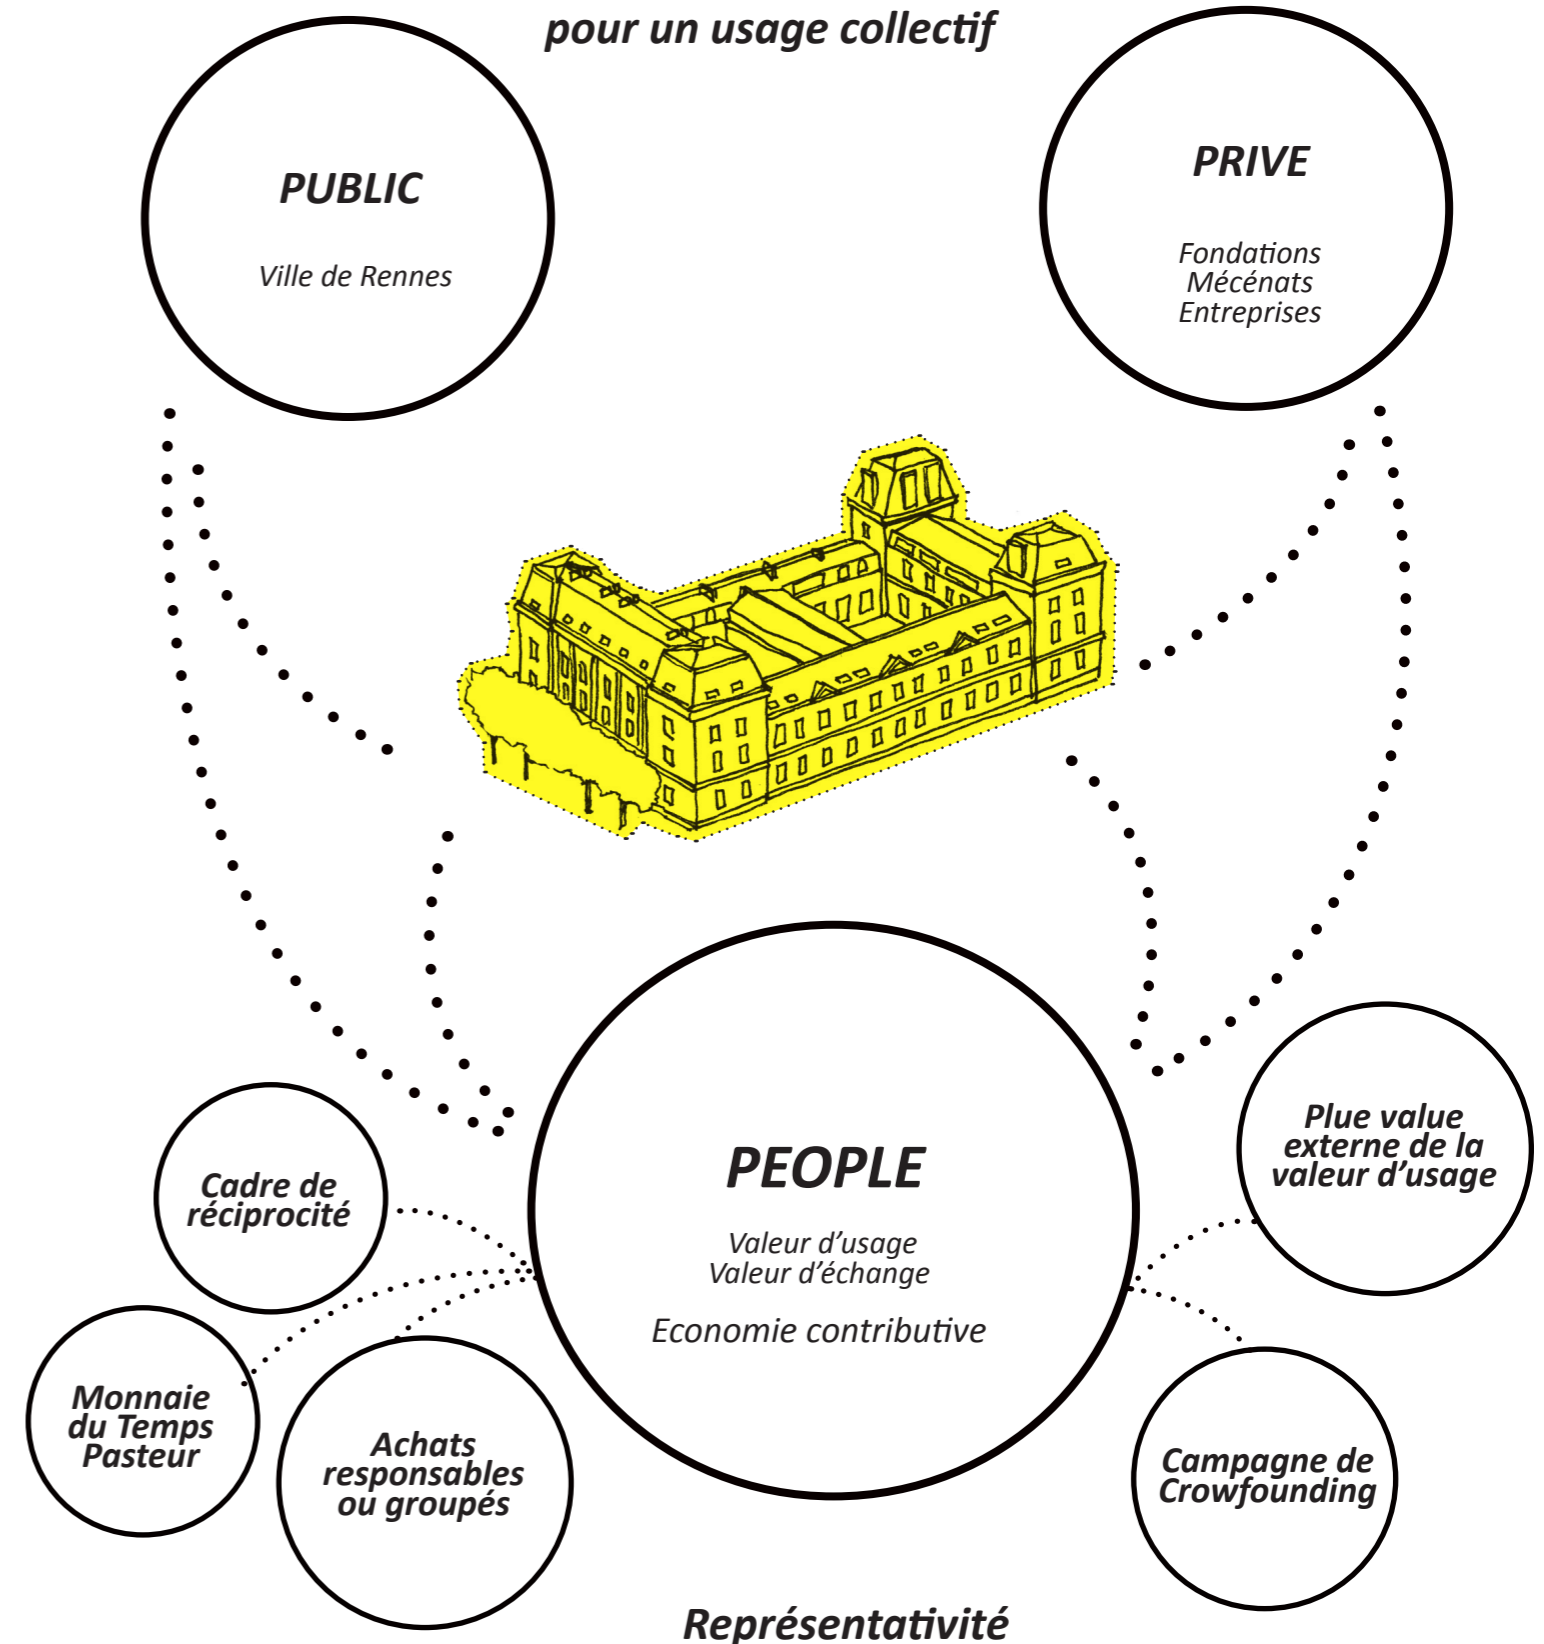 pour un usage collectif
PUBLIC
Ville de Rennes
PRIVE
Fondations
Mécénats
Entreprises
PEOPLE
Valeur d'usage
Valeur d'échange
Economie contributive
Cadre de
réciprocité
Monnaie
du Temps
Pasteur
Achats
responsables
ou groupés
Plue value
externe de la
valeur d'usage
Campagne de
Crowfounding
Représentativité